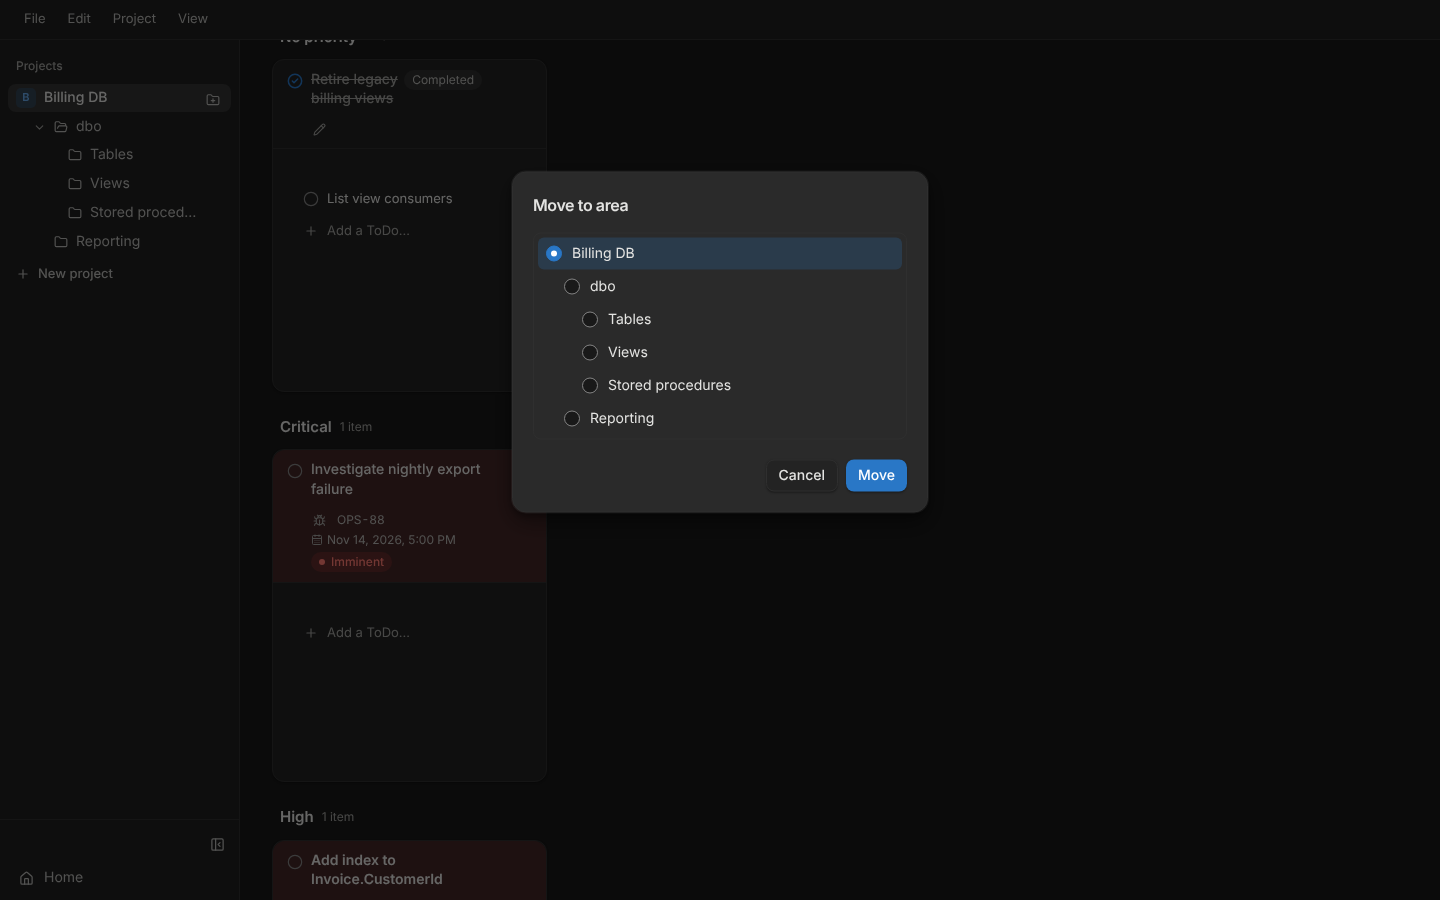 File Edit Project View
Projects
B Billing DB
dbo
Tables
Views
Stored proced...
Reporting
New project
Home
No priority
Retire legacy Completed
billing views
List view consumers
Add a ToDo...
Critical 1 item
Investigate nightly export
failure
OPS-88
Nov 14, 2026, 5:00 PM
Imminent
Add a ToDo...
High 1 item
Add index to
Invoice.CustomerId
Move to area
Billing DB
dbo
Tables
Views
Stored procedures
Reporting
Cancel Move